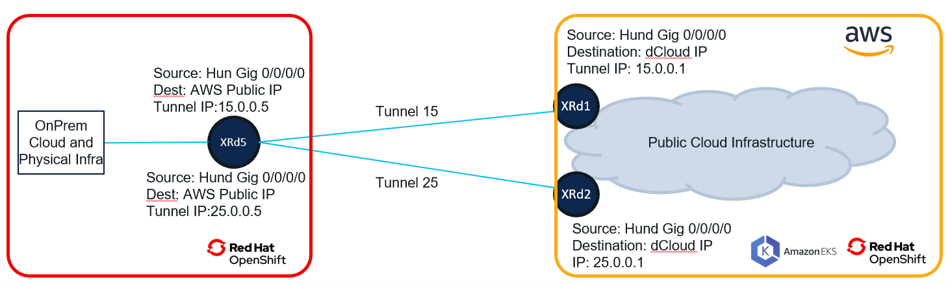 Source: Hun Gig 0/0/0/0
Dest: AWS Public IP
Tunnel IP:15.0.0.5
OnPrem
Cloud and
Physical Infra
XRd5
Source: Hund Gig 0/0/0/0
Dest: AWS Public IP
Tunnel IP:25.0.0.5
Red Hat
OpenShift
Tunnel 15
Tunnel 25
Source: Hund Gig 0/0/0/0
Destination: dCloud IP
Tunnel IP: 15.0.0.1
aws
XRd1
Public Cloud Infrastructure
XRd2
Source: Hund Gig 0/0/0/0
Destination: dCloud IP
IP: 25.0.0.1
K
Amazon EKS
Red Hat
OpenShift